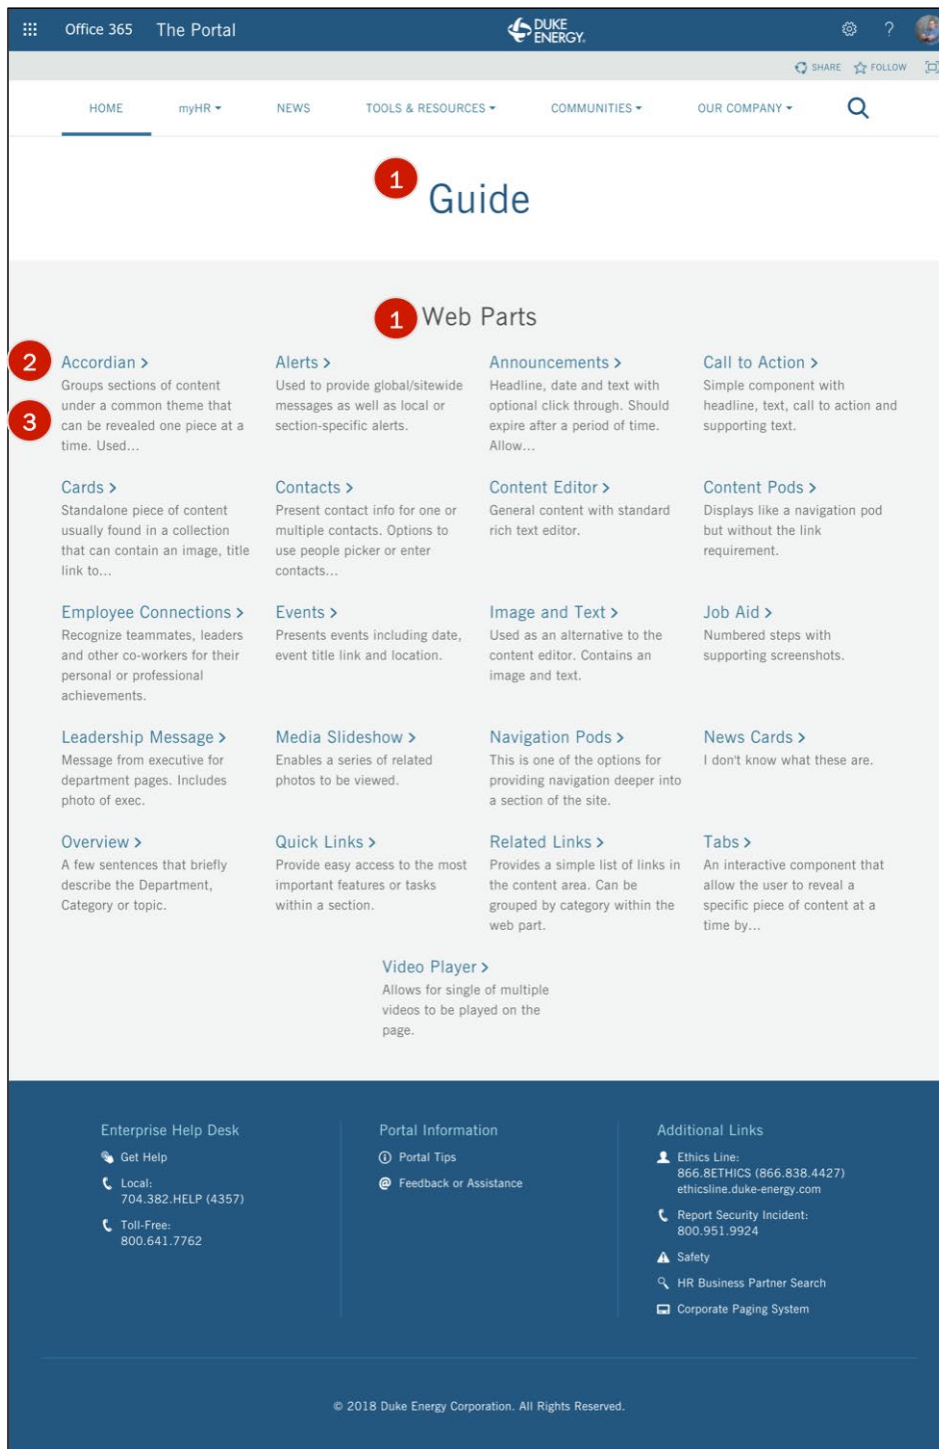 Office 365 The Portal DUKE ENERGY. ?
SHARE FOLLOW
HOME myHR NEWS TOOLS & RESOURCES COMMUNITIES OUR COMPANY
1 Guide
1 Web Parts
2
3
Accordian >
Groups sections of content
under a common theme that
can be revealed one piece at a
time. Used...
Alerts >
Used to provide global/sitewide
messages as well as local or
section-specific alerts.
Announcements >
Headline, date and text with
optional click through. Should
expire after a period of time.
Allow...
Call to Action >
Simple component with
headline, text, call to action and
supporting text.
Cards >
Standalone piece of content
usually found in a collection
that can contain an image, title
link to...
Contacts >
Present contact info for one or
multiple contacts. Options to
use people picker or enter
contacts...
Content Editor >
General content with standard
rich text editor.
Content Pods >
Displays like a navigation pod
but without the link
requirement.
Employee Connections >
Recognize teammates, leaders
and other co-workers for their
personal or professional
achievements.
Events >
Presents events including date,
event title link and location.
Image and Text >
Used as an alternative to the
content editor. Contains an
image and text.
Job Aid >
Numbered steps with
supporting screenshots.
Leadership Message >
Message from executive for
department pages. Includes
photo of exec.
Media Slideshow >
Enables a series of related
photos to be viewed.
Navigation Pods >
This is one of the options for
providing navigation deeper into
a section of the site.
News Cards >
I don't know what these are.
Overview >
A few sentences that briefly
describe the Department,
Category or topic.
Quick Links >
Provide easy access to the most
important features or tasks
within a section.
Related Links >
Provides a simple list of links in
the content area. Can be
grouped by category within the
web part.
Tabs >
An interactive component that
allow the user to reveal a
specific piece of content at a
time by...
Video Player >
Allows for single of multiple
videos to be played on the
page.
Enterprise Help Desk
Get Help
Local:
704.382.HELP (4357)
Toll-Free:
800.641.7762
Portal Information
Portal Tips
Feedback or Assistance
Additional Links
Ethics Line:
866.8ETHICS (866.838.4427)
ethicsline.duke-energy.com
Report Security Incident:
800.951.9924
Safety
HR Business Partner Search
Corporate Paging System
© 2018 Duke Energy Corporation. All Rights Reserved.